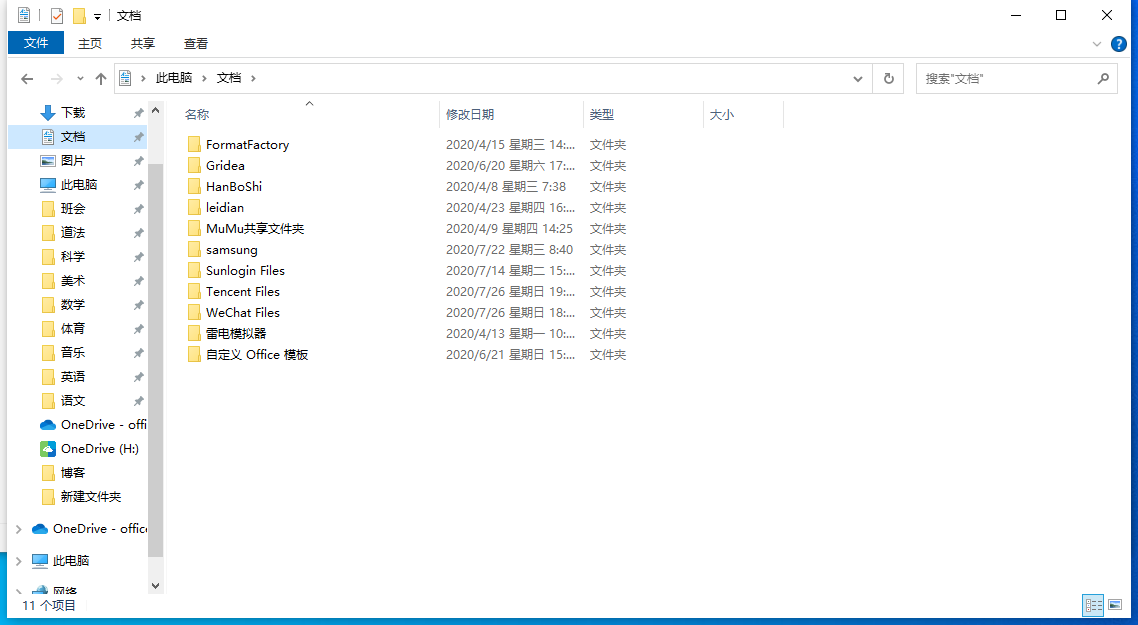 文档
文件 主页 共享 查看
此电脑 文档 搜索"文档"
名称 修改日期 类型 大小
下载
文档
图片
此电脑
班会
道法
科学
美术
数学
体育
音乐
英语
语文
OneDrive - offi
OneDrive (H:)
博客
新建文件夹
OneDrive - office
此电脑
网络
FormatFactory 2020/4/15 星期三 14:... 文件夹
Gridea 2020/6/20 星期六 17:... 文件夹
HanBoShi 2020/4/8 星期三 7:38 文件夹
leidian 2020/4/23 星期四 16:... 文件夹
MuMu共享文件夹 2020/4/9 星期四 14:25 文件夹
samsung 2020/7/22 星期三 8:40 文件夹
Sunlogin Files 2020/7/14 星期二 15:... 文件夹
Tencent Files 2020/7/26 星期日 19:... 文件夹
WeChat Files 2020/7/26 星期日 18:... 文件夹
雷电模拟器 2020/4/13 星期一 10:... 文件夹
自定义 Office 模板 2020/6/21 星期日 15:... 文件夹
11 个项目